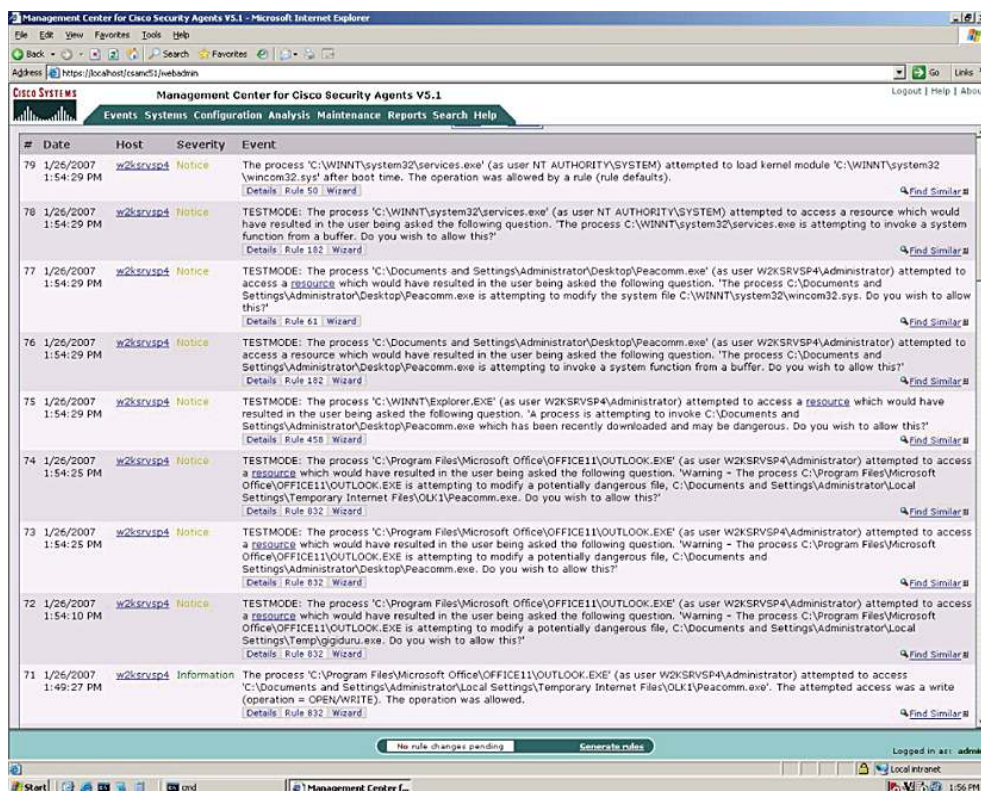 Management Center for Cisco Security Agents V5.1 - Microsoft Internet Explorer
File Edit View Favorites Tools Help
Back Search Favorites
Address https://localhost/csamc51/webadmin Go Links
CISCO SYSTEMS
Management Center for Cisco Security Agents V5.1
Logout | Help | Abou
Events Systems Configuration Analysis Maintenance Reports Search Help
# Date Host Severity Event
79 1/26/2007 1:54:29 PM w2ksrvsp4 Notice The process 'C:\WINNT\system32\services.exe' (as user NT AUTHORITY\SYSTEM) attempted to load kernel module 'C:\WINNT\system32
\wincom32.sys' after boot time. The operation was allowed by a rule (rule defaults).
Details Rule 50 Wizard Find Similar
78 1/26/2007 1:54:29 PM w2ksrvsp4 Notice TESTMODE: The process 'C:\WINNT\system32\services.exe' (as user NT AUTHORITY\SYSTEM) attempted to access a resource which would
have resulted in the user being asked the following question. 'The process C:\WINNT\system32\services.exe is attempting to invoke a system
function from a buffer. Do you wish to allow this?'
Details Rule 182 Wizard Find Similar
77 1/26/2007 1:54:29 PM w2ksrvsp4 Notice TESTMODE: The process 'C:\Documents and Settings\Administrator\Desktop\Peacomm.exe' (as user W2KSRVSP4\Administrator) attempted to
access a resource which would have resulted in the user being asked the following question. 'The process C:\Documents and
Settings\Administrator\Desktop\Peacomm.exe is attempting to modify the system file C:\WINNT\system32\wincom32.sys. Do you wish to allow
this?'
Details Rule 61 Wizard Find Similar
76 1/26/2007 1:54:29 PM w2ksrvsp4 Notice TESTMODE: The process 'C:\Documents and Settings\Administrator\Desktop\Peacomm.exe' (as user W2KSRVSP4\Administrator) attempted to
access a resource which would have resulted in the user being asked the following question. 'The process C:\Documents and
Settings\Administrator\Desktop\Peacomm.exe is attempting to invoke a system function from a buffer. Do you wish to allow this?'
Details Rule 182 Wizard Find Similar
75 1/26/2007 1:54:29 PM w2ksrvsp4 Notice TESTMODE: The process 'C:\WINNT\Explorer.EXE' (as user W2KSRVSP4\Administrator) attempted to access a resource which would have
resulted in the user being asked the following question. 'A process is attempting to invoke C:\Documents and
Settings\Administrator\Desktop\Peacomm.exe which has been recently downloaded and may be dangerous. Do you wish to allow this?'
Details Rule 458 Wizard Find Similar
74 1/26/2007 1:54:25 PM w2ksrvsp4 Notice TESTMODE: The process 'C:\Program Files\Microsoft Office\OFFICE11\OUTLOOK.EXE' (as user W2KSRVSP4\Administrator) attempted to access
a resource which would have resulted in the user being asked the following question. 'Warning - The process C:\Program Files\Microsoft
Office\OFFICE11\OUTLOOK.EXE is attempting to modify a potentially dangerous file, C:\Documents and Settings\Administrator\Local
Settings\Temporary Internet Files\OLK1\Peacomm.exe. Do you wish to allow this?'
Details Rule 832 Wizard Find Similar
73 1/26/2007 1:54:25 PM w2ksrvsp4 Notice TESTMODE: The process 'C:\Program Files\Microsoft Office\OFFICE11\OUTLOOK.EXE' (as user W2KSRVSP4\Administrator) attempted to access
a resource which would have resulted in the user being asked the following question. 'Warning - The process C:\Program Files\Microsoft
Office\OFFICE11\OUTLOOK.EXE is attempting to modify a potentially dangerous file, C:\Documents and
Settings\Administrator\Desktop\Peacomm.exe. Do you wish to allow this?'
Details Rule 832 Wizard Find Similar
72 1/26/2007 1:54:10 PM w2ksrvsp4 Notice TESTMODE: The process 'C:\Program Files\Microsoft Office\OFFICE11\OUTLOOK.EXE' (as user W2KSRVSP4\Administrator) attempted to access
a resource which would have resulted in the user being asked the following question. 'Warning - The process C:\Program Files\Microsoft
Office\OFFICE11\OUTLOOK.EXE is attempting to modify a potentially dangerous file, C:\Documents and Settings\Administrator\Local
Settings\Temp\gigiduru.exe. Do you wish to allow this?'
Details Rule 832 Wizard Find Similar
71 1/26/2007 1:49:27 PM w2ksrvsp4 Information The process 'C:\Program Files\Microsoft Office\OFFICE11\OUTLOOK.EXE' (as user W2KSRVSP4\Administrator) attempted to access
'C:\Documents and Settings\Administrator\Local Settings\Temporary Internet Files\OLK1\Peacomm.exe'. The attempted access was a write
(operation = OPEN/WRITE). The operation was allowed.
Details Rule 832 Wizard Find Similar
No rule changes pending Generate rules
Logged in as: admin
Local intranet
Start cmd Management Center f... 1:56 PM